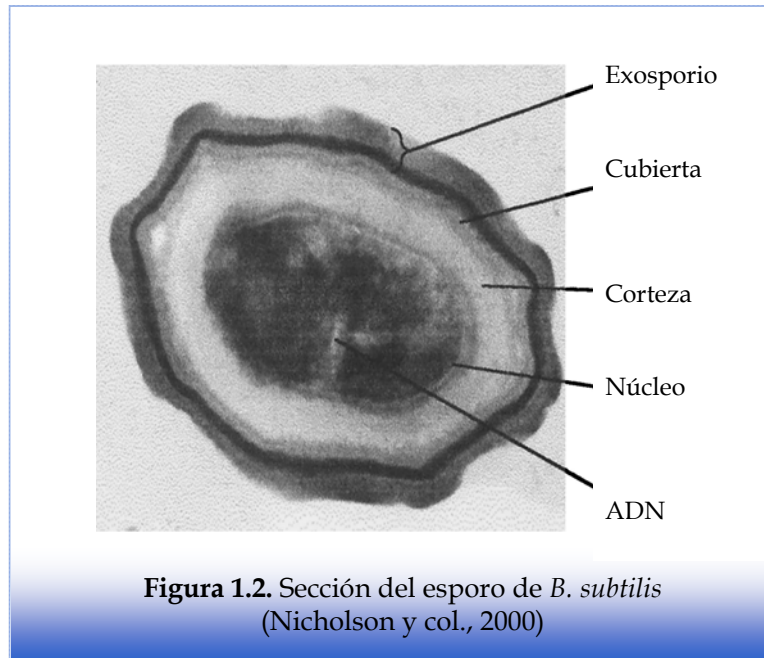 Exosporio
Cubierta
Corteza
Núcleo
ADN
Figura 1.2. Sección del esporo de B. subtilis
(Nicholson y col., 2000)